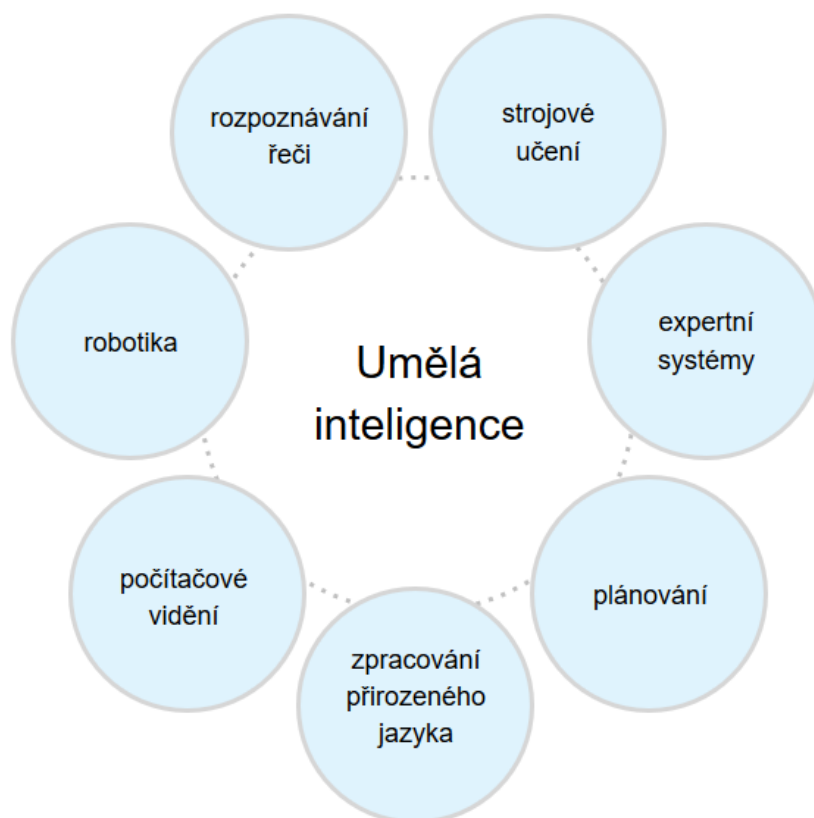 rozpoznávání
řeči
strojové
učení
robotika
expertní
systémy
Umělá
inteligence
počítačové
vidění
plánování
zpracování
přirozeného
jazyka